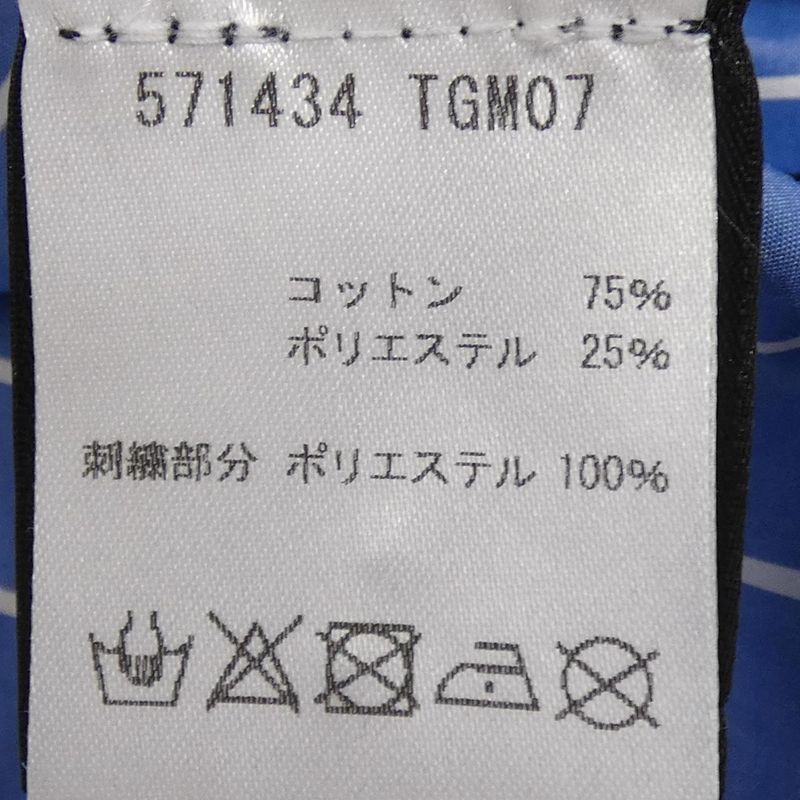 571434 TGM07
コットン 75%
ポリエステル 25%
刺繍部分 ポリエステル 100%